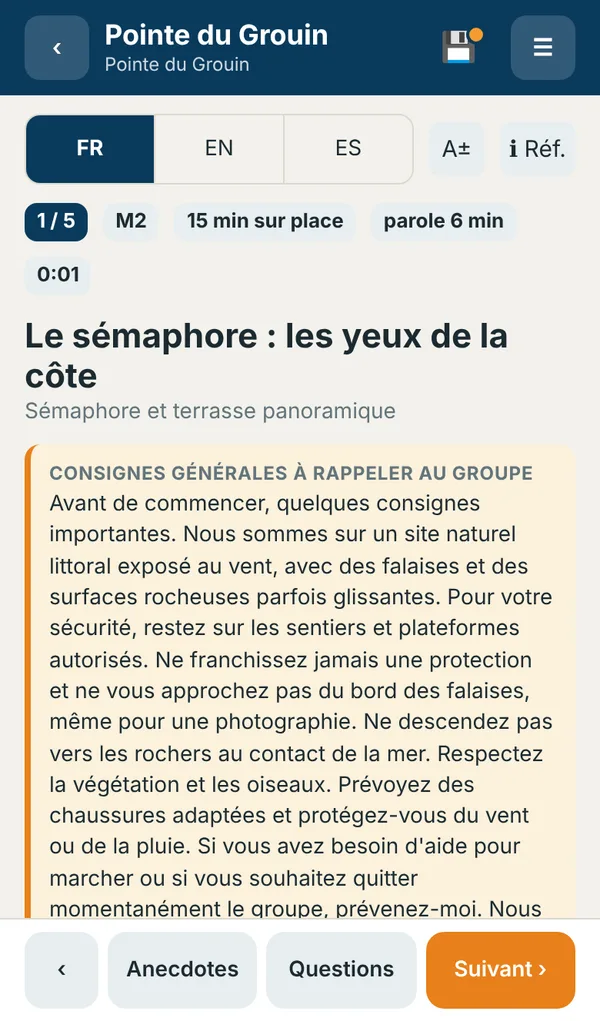 ‹
Pointe du Grouin
Pointe du Grouin
☰
FR
EN
ES
A±
ℹ Réf.
1 / 5
M2
15 min sur place
parole 6 min
0:01
Le sémaphore : les yeux de la
côte
Sémaphore et terrasse panoramique
CONSIGNES GÉNÉRALES À RAPPELER AU GROUPE
Avant de commencer, quelques consignes
importantes. Nous sommes sur un site naturel
littoral exposé au vent, avec des falaises et des
surfaces rocheuses parfois glissantes. Pour votre
sécurité, restez sur les sentiers et plateformes
autorisés. Ne franchissez jamais une protection
et ne vous approchez pas du bord des falaises,
même pour une photographie. Ne descendez pas
vers les rochers au contact de la mer. Respectez
la végétation et les oiseaux. Prévoyez des
chaussures adaptées et protégez-vous du vent
ou de la pluie. Si vous avez besoin d'aide pour
marcher ou si vous souhaitez quitter
momentanément le groupe, prévenez-moi. Nous
‹
Anecdotes
Questions
Suivant ›